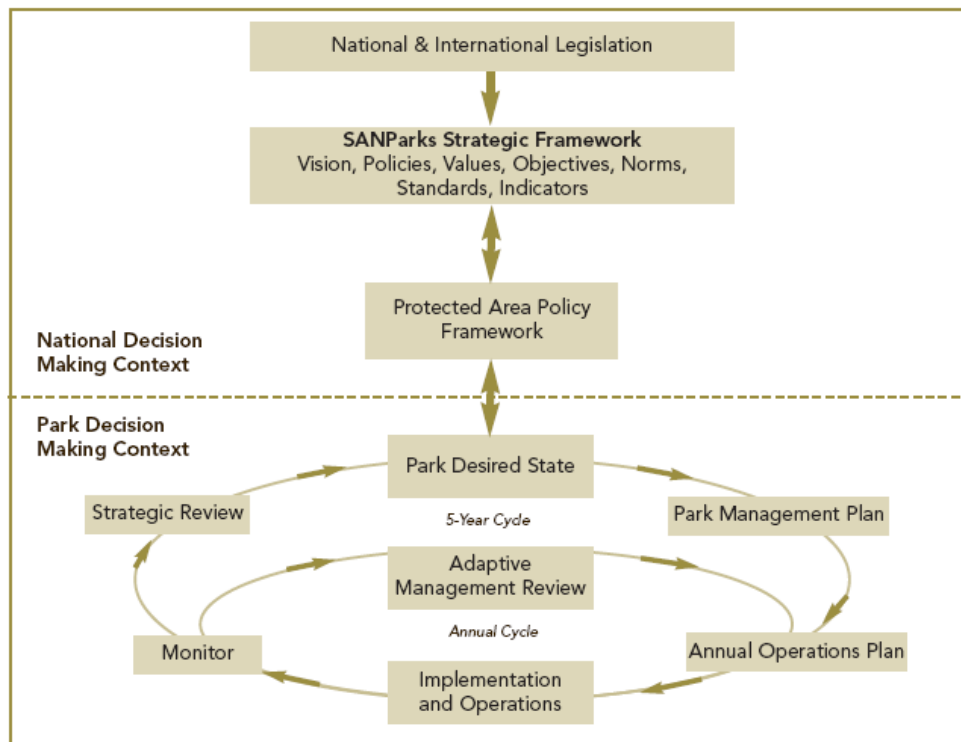 National & International Legislation
SANParks Strategic Framework
Vision, Policies, Values, Objectives, Norms,
Standards, Indicators
Protected Area Policy
Framework
National Decision
Making Context
Park Decision
Making Context
Park Desired State
Strategic Review
5-Year Cycle
Park Management Plan
Adaptive
Management Review
Annual Cycle
Monitor
Annual Operations Plan
Implementation
and Operations